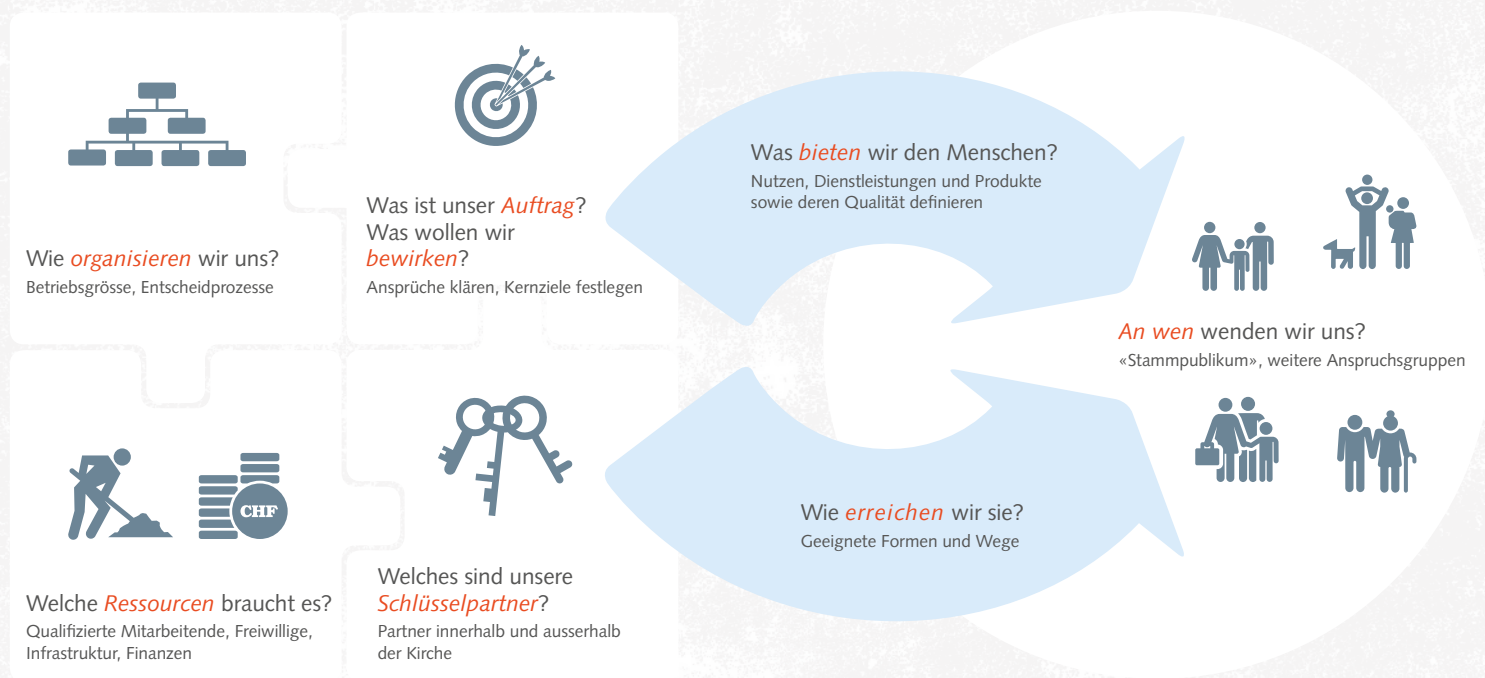 Wie organisieren wir uns?
Betriebsgrösse, Entscheidprozesse
Was ist unser Auftrag?
Was wollen wir
bewirken?
Ansprüche klären, Kernziele festlegen
Was bieten wir den Menschen?
Nutzen, Dienstleistungen und Produkte
sowie deren Qualität definieren
An wen wenden wir uns?
«Stammpublikum», weitere Anspruchsgruppen
CHF
Welche Ressourcen braucht es?
Qualifizierte Mitarbeitende, Freiwillige,
Infrastruktur, Finanzen
Welches sind unsere
Schlüsselpartner?
Partner innerhalb und ausserhalb
der Kirche
Wie erreichen wir sie?
Geeignete Formen und Wege